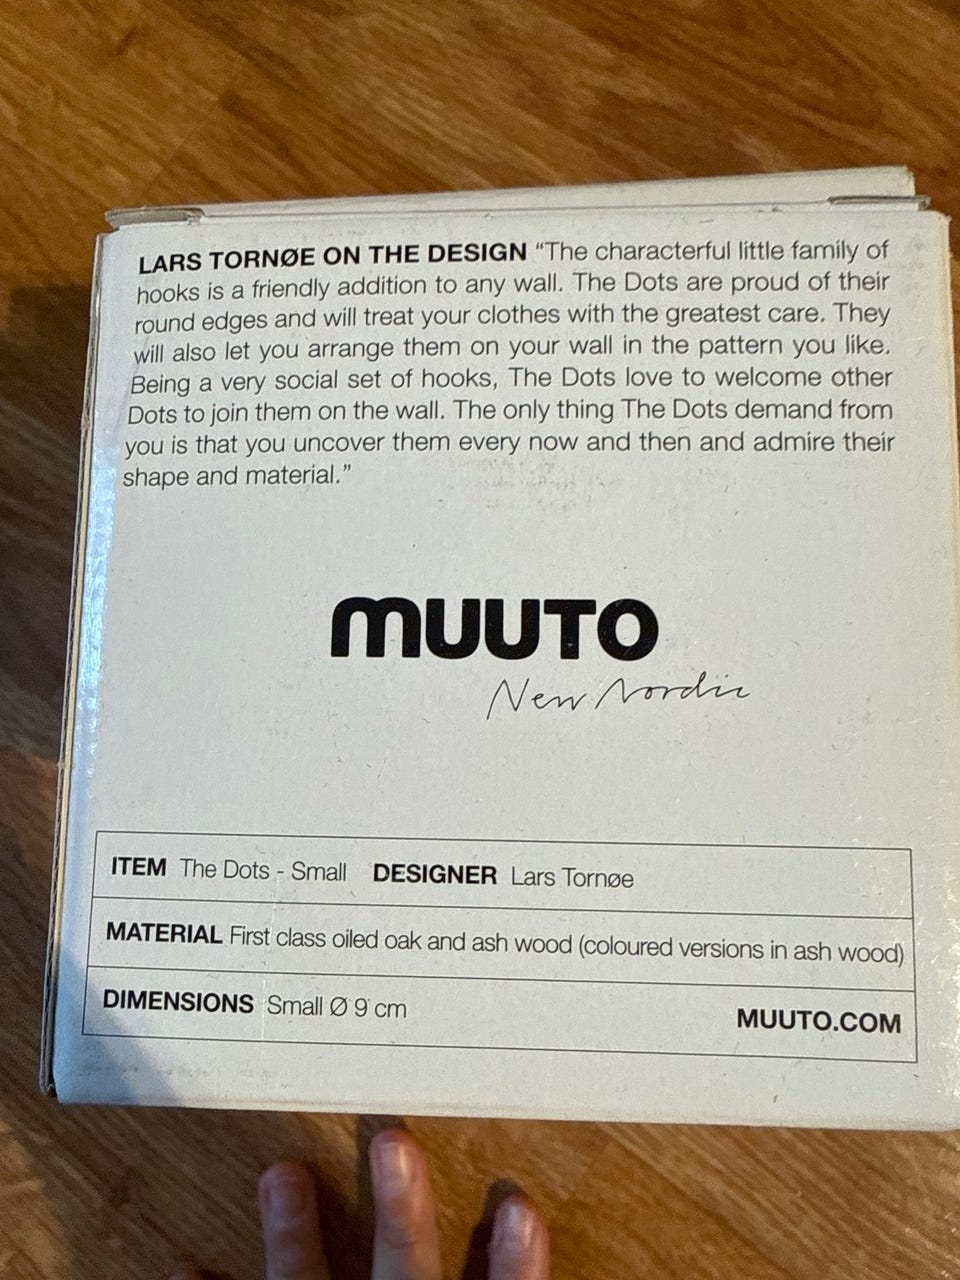 LARS TORNØE ON THE DESIGN “The characterful little family of
hooks is a friendly addition to any wall. The Dots are proud of their
round edges and will treat your clothes with the greatest care. They
will also let you arrange them on your wall in the pattern you like.
Being a very social set of hooks, The Dots love to welcome other
Dots to join them on the wall. The only thing The Dots demand from
you is that you uncover them every now and then and admire their
shape and material.”
MUUTO
New Nordic
ITEM The Dots - Small DESIGNER Lars Tornøe
MATERIAL First class oiled oak and ash wood (coloured versions in ash wood)
DIMENSIONS Small Ø 9 cm MUUTO.COM